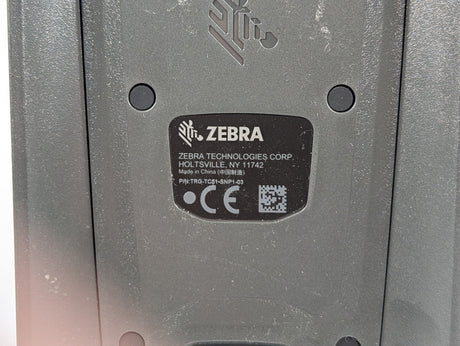 ZEBRA
ZEBRA TECHNOLOGIES CORP.
HOLTSVILLE, NY 11742
Made in China (中国制造)
P/N:TRG-TC51-SNP1-03
CE